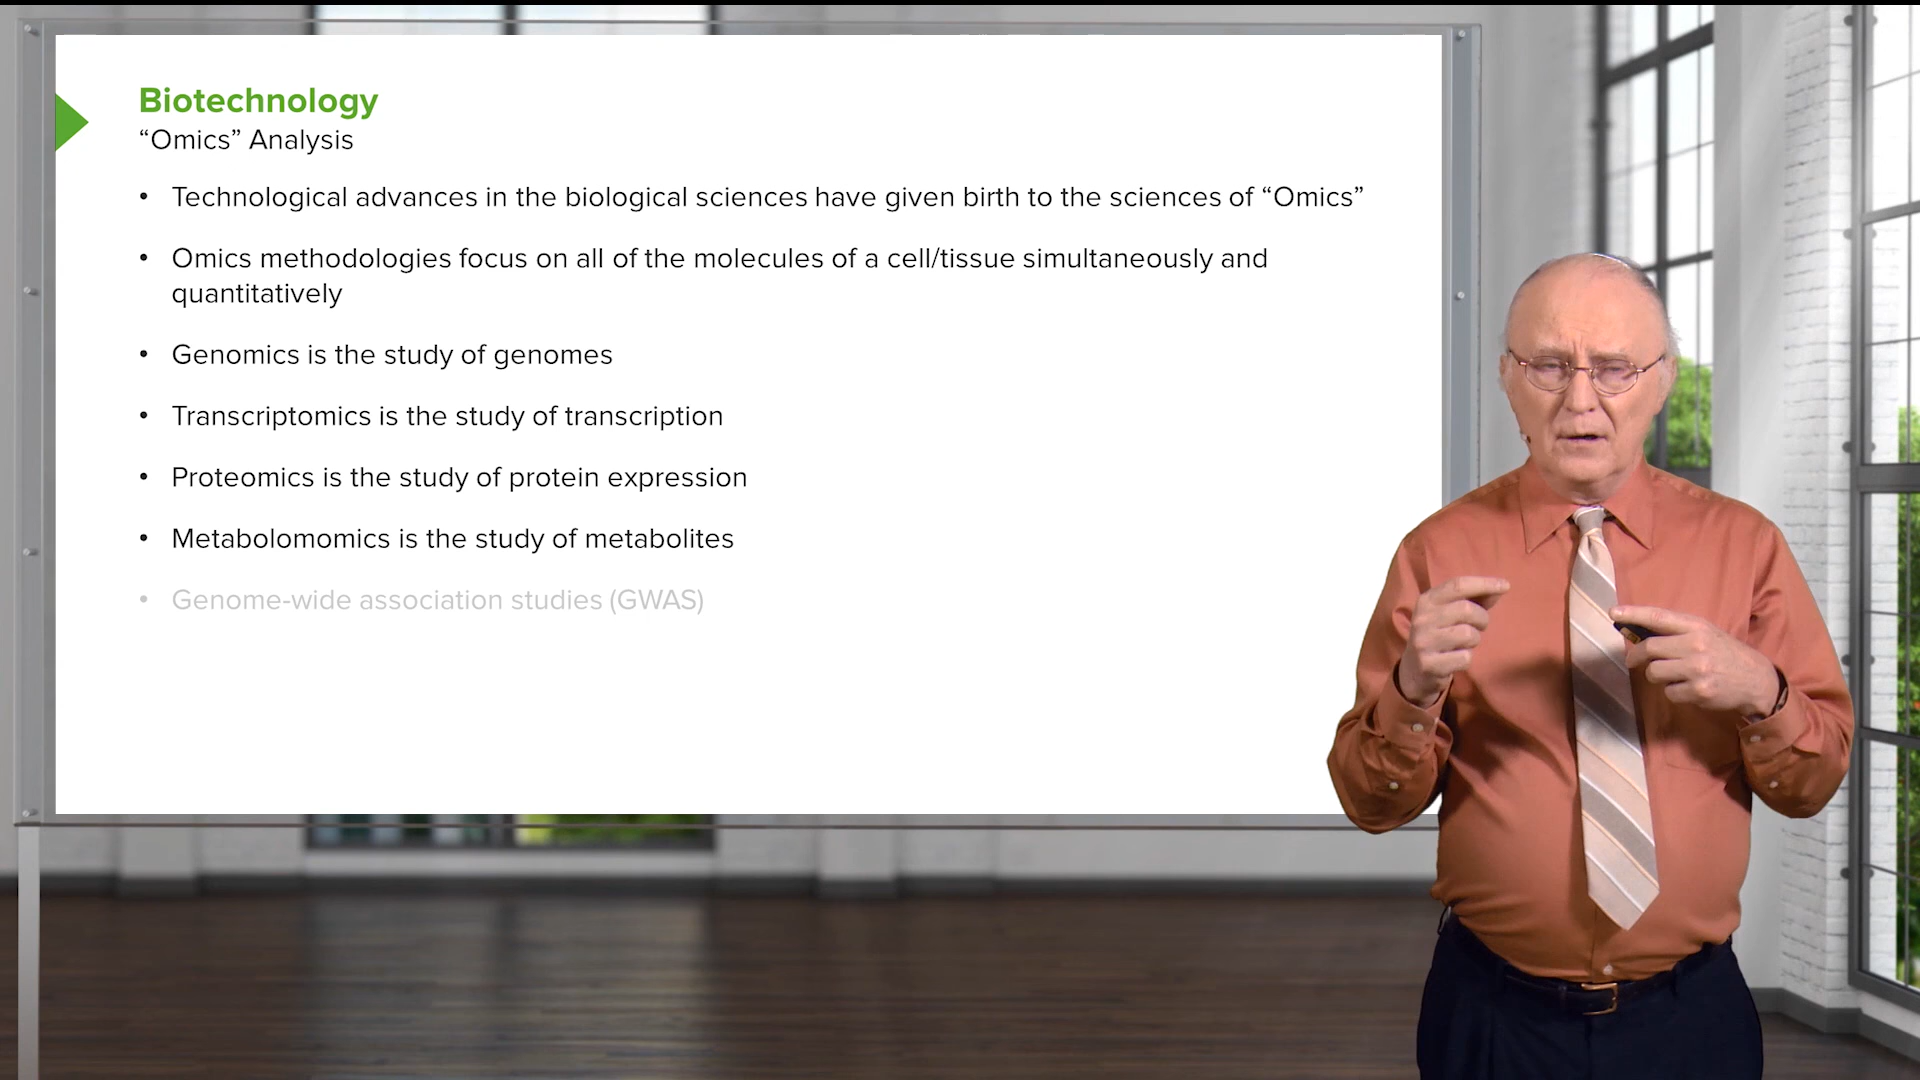 Biotechnology
“Omics” Analysis
• Technological advances in the biological sciences have given birth to the sciences of “Omics”
• Omics methodologies focus on all of the molecules of a cell/tissue simultaneously and
quantitatively
• Genomics is the study of genomes
• Transcriptomics is the study of transcription
• Proteomics is the study of protein expression
• Metabolomomics is the study of metabolites
• Genome-wide association studies (GWAS)